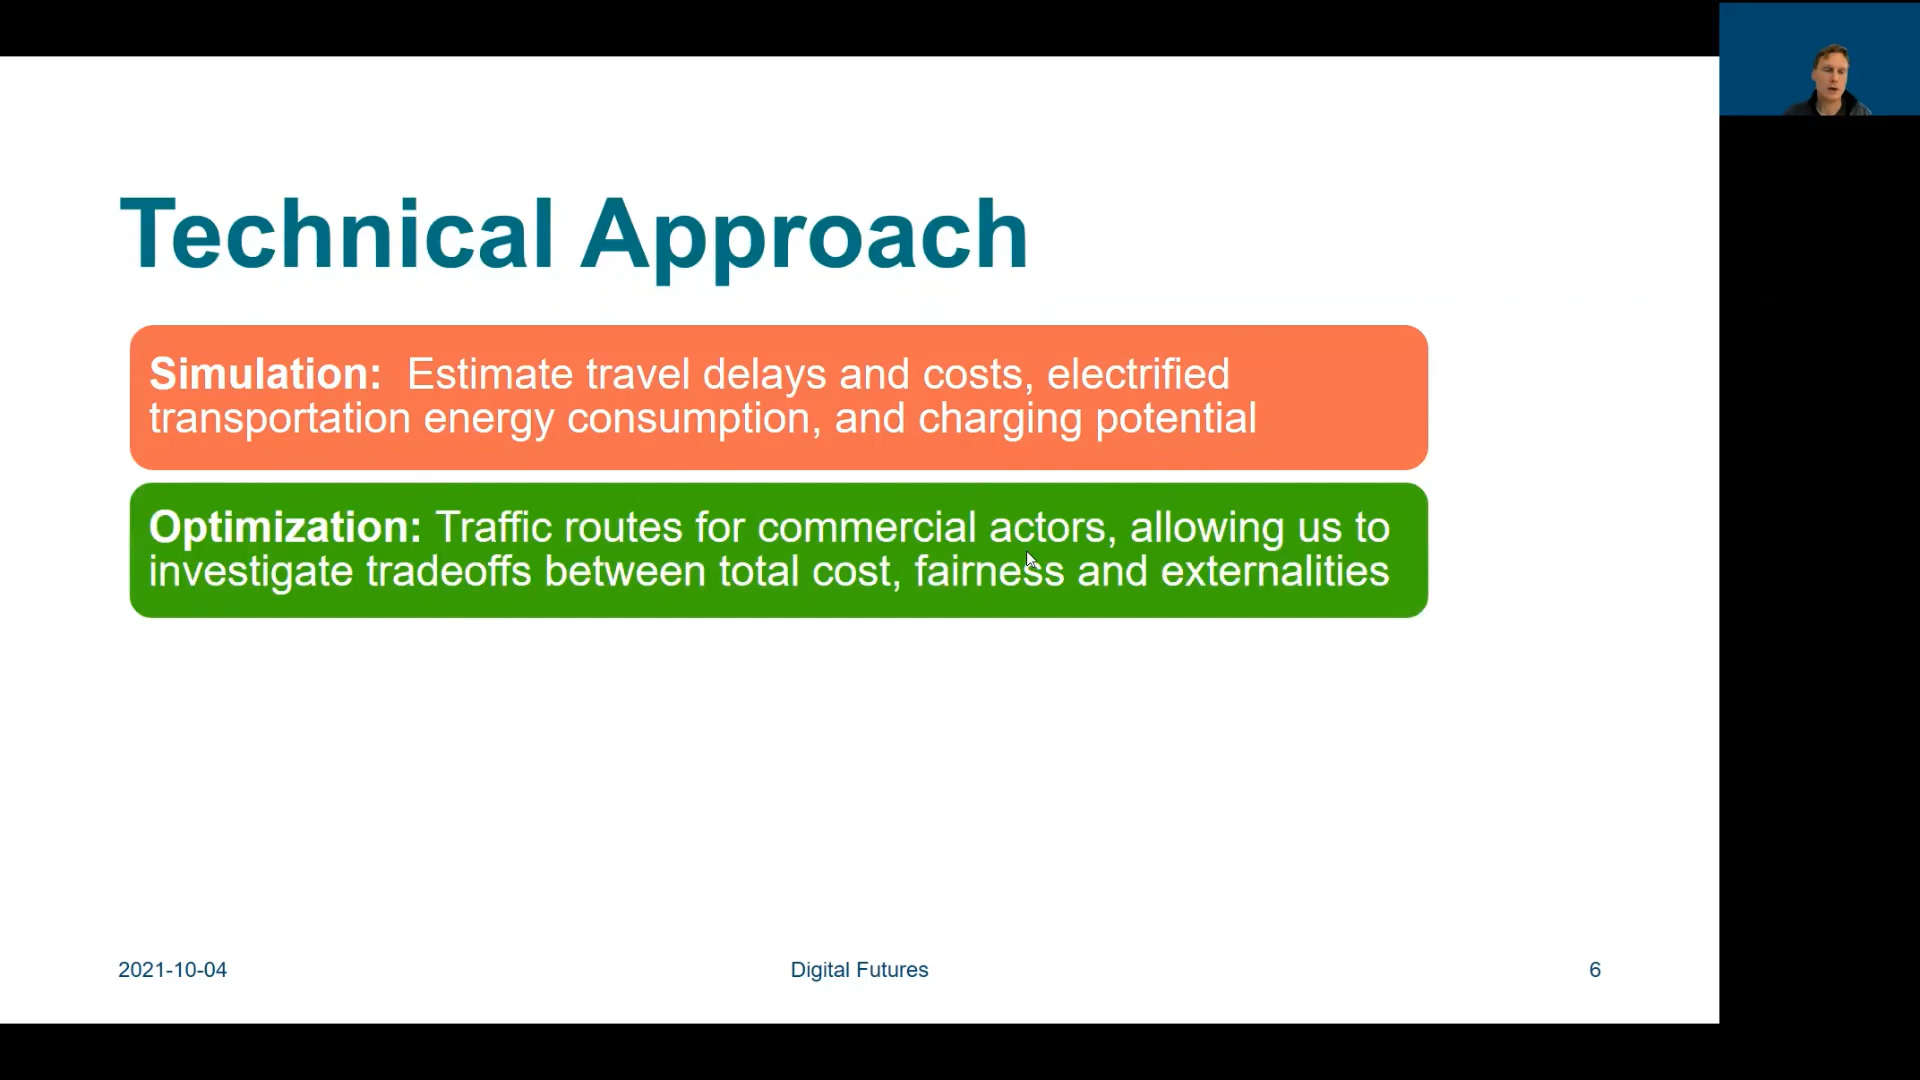 Technical Approach
Simulation: Estimate travel delays and costs, electrified
transportation energy consumption, and charging potential
Optimization: Traffic routes for commercial actors, allowing us to
investigate tradeoffs between total cost, fairness and externalities
2021-10-04
Digital Futures
6